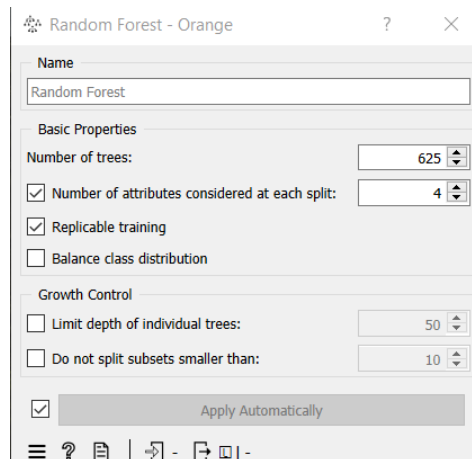 Random Forest - Orange ?
Name
Random Forest
Basic Properties
Number of trees: 625
Number of attributes considered at each split: 4
Replicable training
Balance class distribution
Growth Control
Limit depth of individual trees: 50
Do not split subsets smaller than: 10
Apply Automatically
? - -